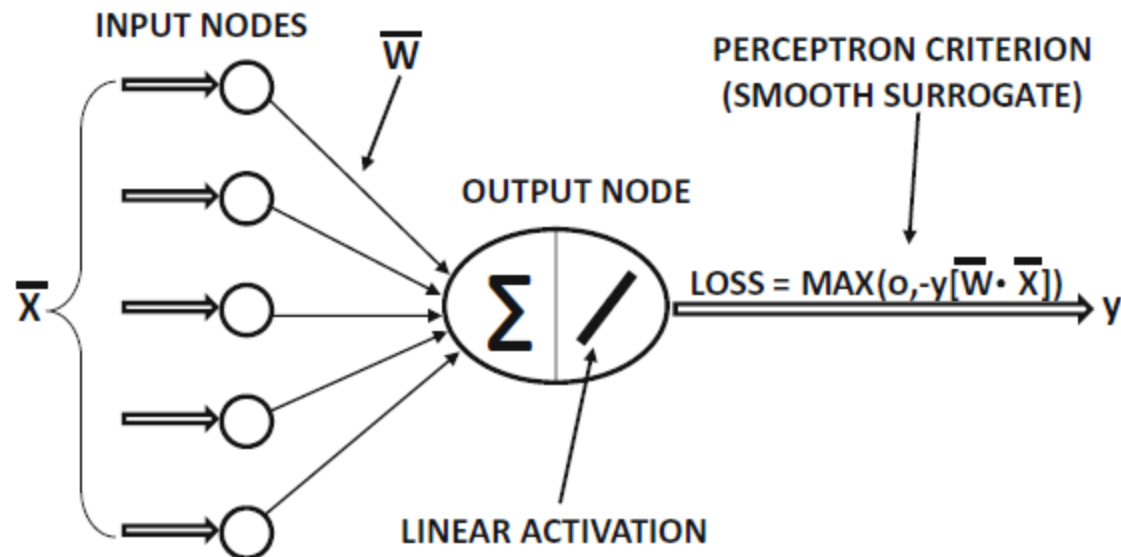 INPUT NODES
W̅
PERCEPTRON CRITERION
(SMOOTH SURROGATE)
OUTPUT NODE
X̅
Σ
LOSS = MAX(o,-y[W̅· X̅])
y
LINEAR ACTIVATION